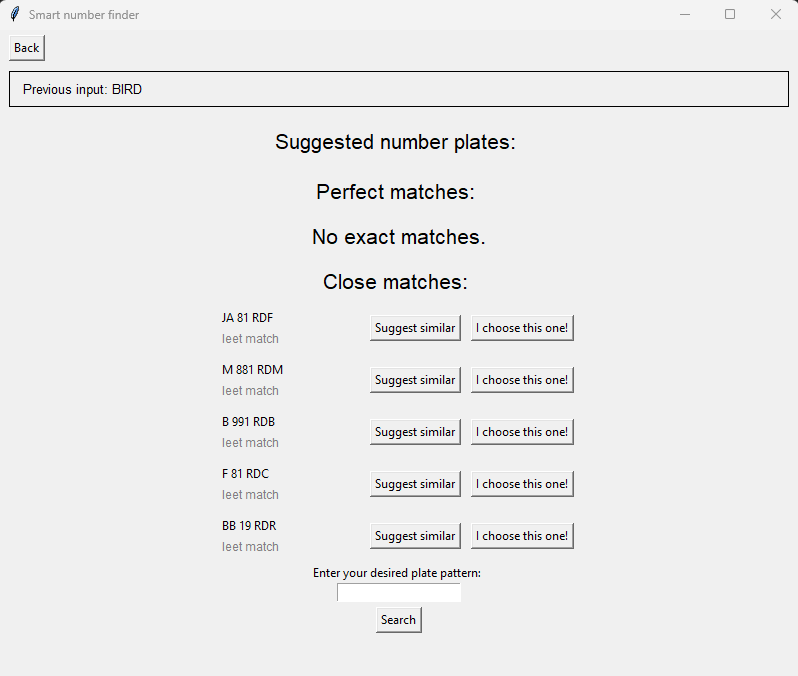 Smart number finder
Back
Previous input: BIRD
Suggested number plates:
Perfect matches:
No exact matches.
Close matches:
JA 81 RDF
leet match
Suggest similar
I choose this one!
M 881 RDM
leet match
Suggest similar
I choose this one!
B 991 RDB
leet match
Suggest similar
I choose this one!
F 81 RDC
leet match
Suggest similar
I choose this one!
BB 19 RDR
leet match
Suggest similar
I choose this one!
Enter your desired plate pattern:
Search